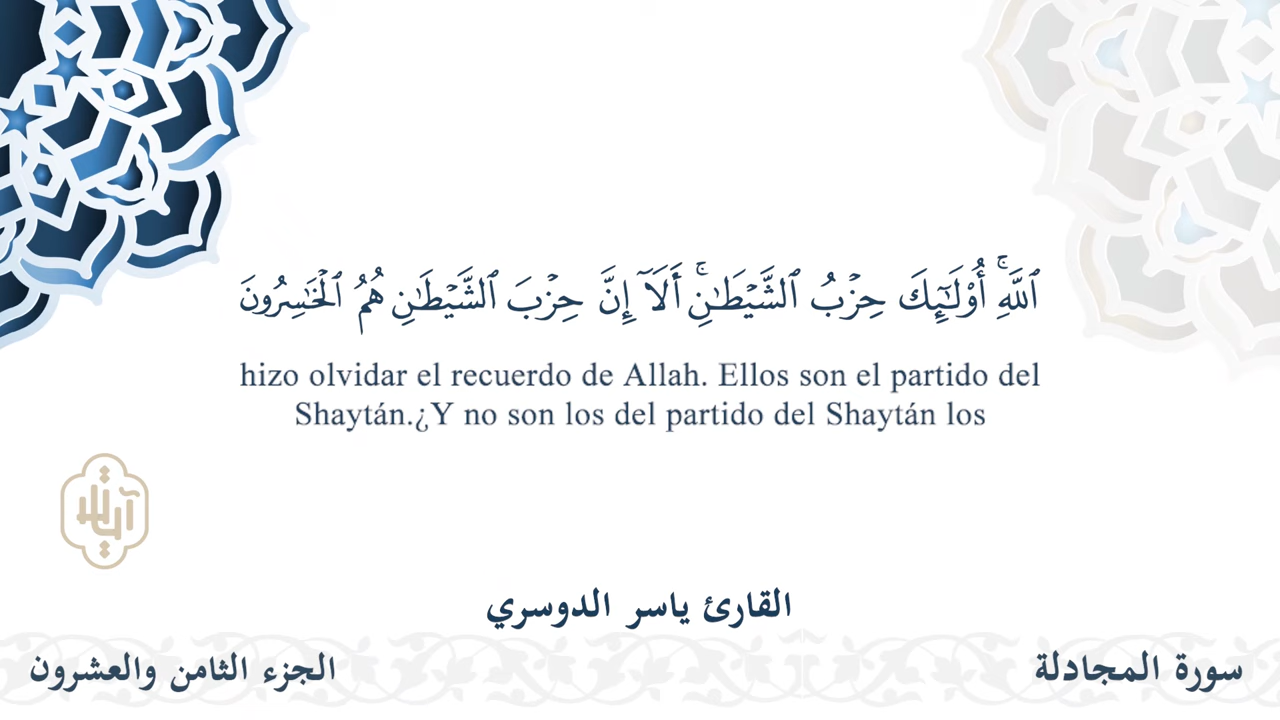 ٱللَّهِۚ أُوْلَـٰٓئِكَ حِزۡبُ ٱلشَّيۡطَـٰنِۚ أَلَآ إِنَّ حِزۡبَ ٱلشَّيۡطَـٰنِ هُمُ ٱلۡخَـٰسِرُونَ
hizo olvidar el recuerdo de Allah. Ellos son el partido del
Shaytán.¿Y no son los del partido del Shaytán los
آيات
القارئ ياسر الدوسري
سورة المجادلة
الجزء الثامن والعشرون